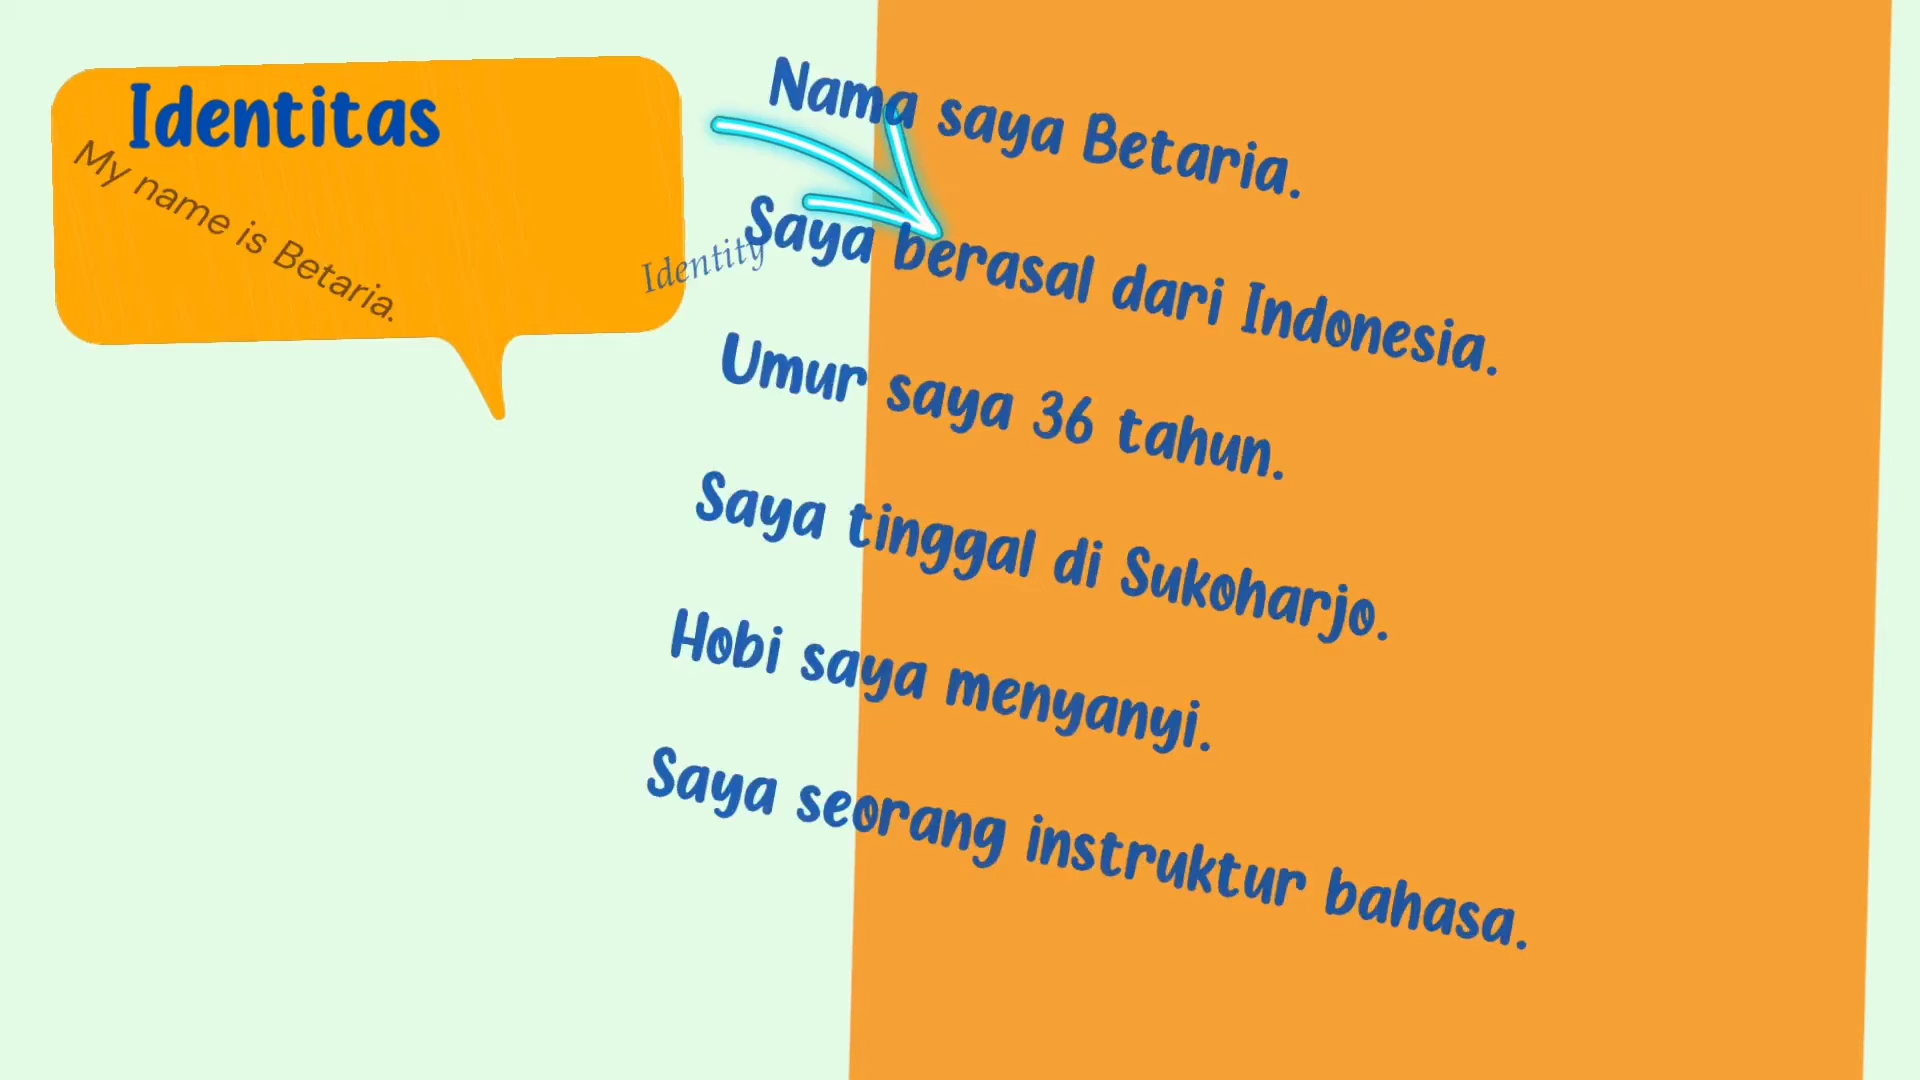 Identitas
My name is Betaria.
Identity
Nama saya Betaria.
Saya berasal dari Indonesia.
Umur saya 36 tahun.
Saya tinggal di Sukoharjo.
Hobi saya menyanyi.
Saya seorang instruktur bahasa.